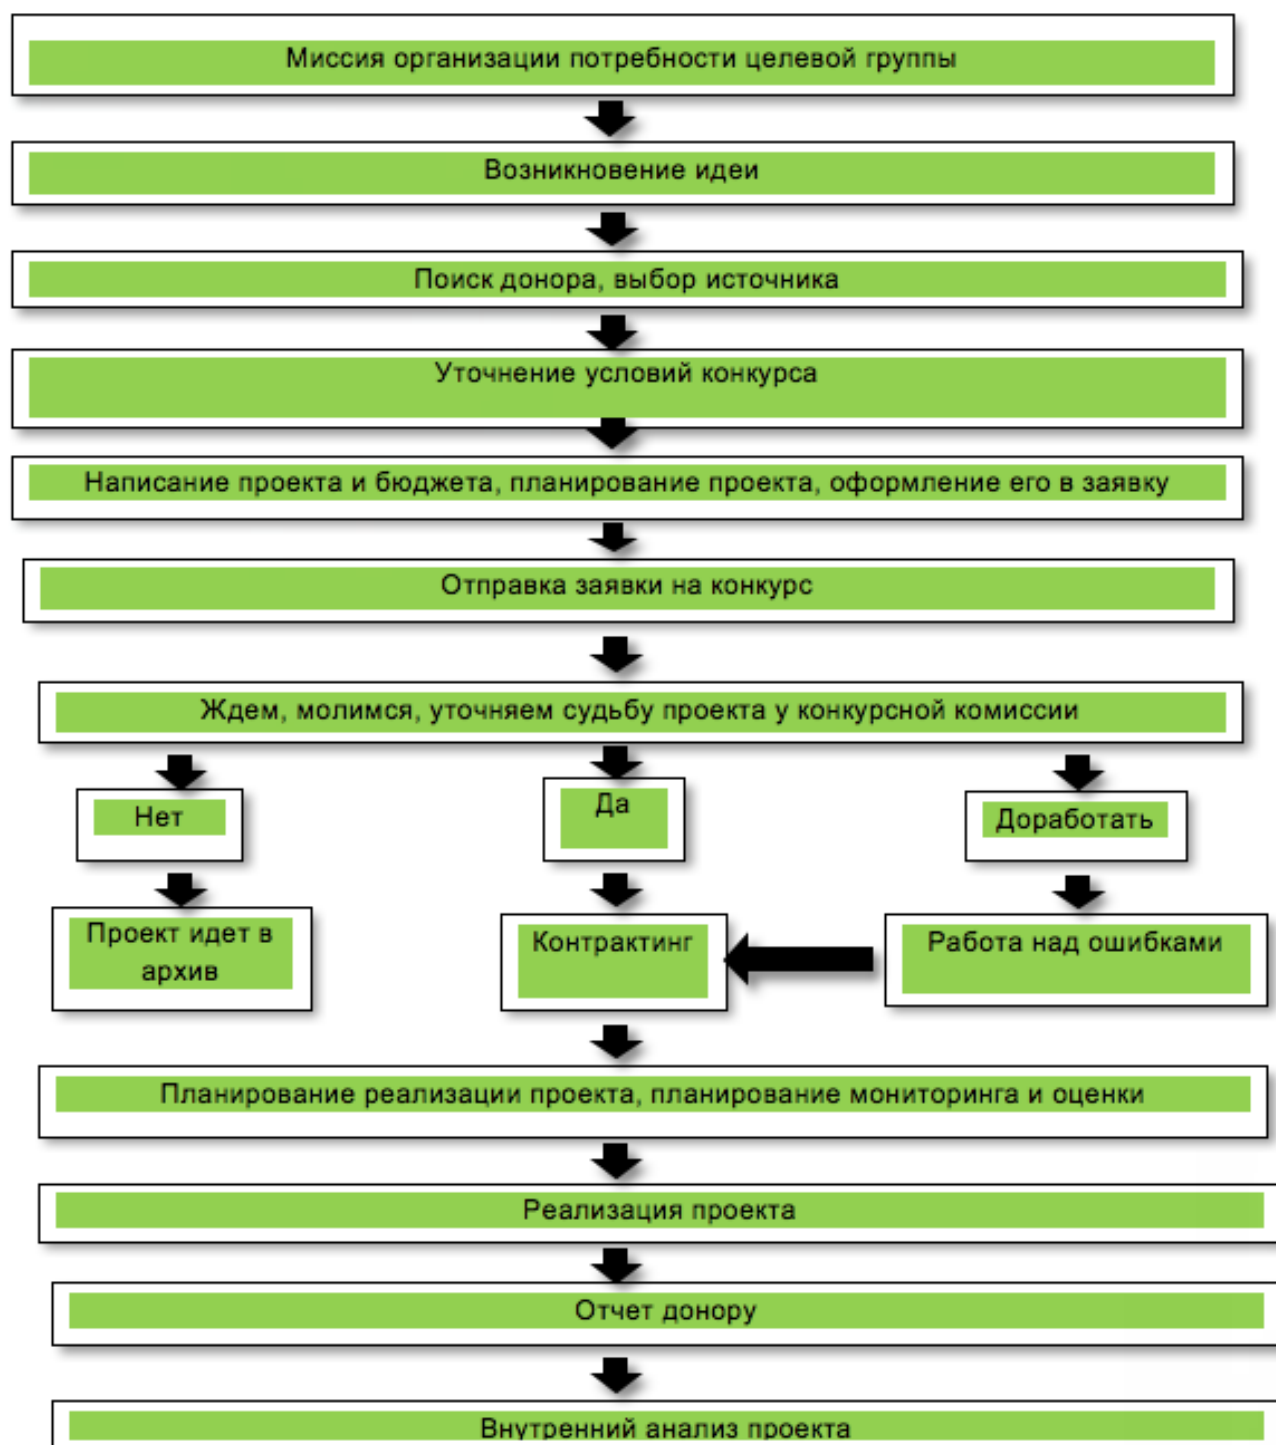 Миссия организации потребности целевой группы
Возникновение идеи
Поиск донора, выбор источника
Уточнение условий конкурса
Написание проекта и бюджета, планирование проекта, оформление его в заявку
Отправка заявки на конкурс
Ждем, молимся, уточняем судьбу проекта у конкурсной комиссии
Нет
Да
Доработать
Проект идет в
архив
Контрактинг
Работа над ошибками
Планирование реализации проекта, планирование мониторинга и оценки
Реализация проекта
Отчет донору
Внутренний анализ проекта